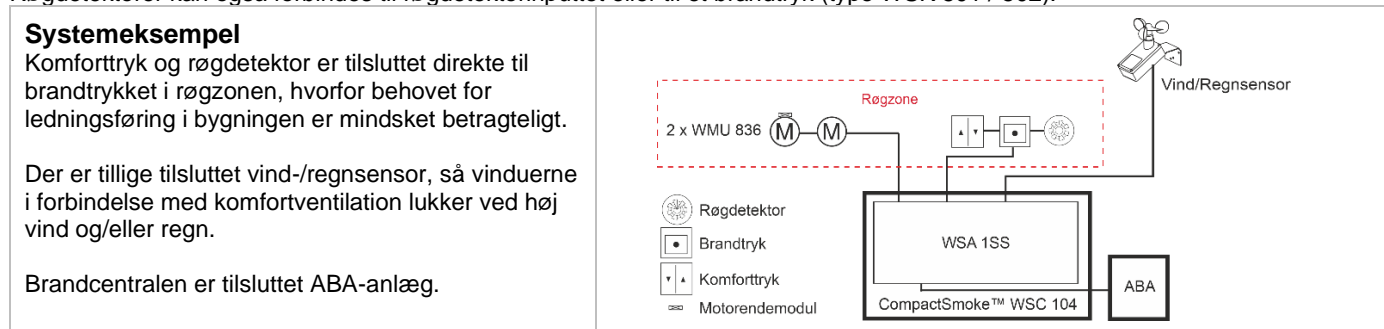 Systemeksempel
Komforttryk og røgdetektor er tilsluttet direkte til
brandtrykket i røgzonen, hvorfor behovet for
ledningsføring i bygningen er mindsket betragteligt.
Der er tillige tilsluttet vind-/regnsensor, så vinduerne
i forbindelse med komfortventilation lukker ved høj
vind og/eller regn.
Brandcentralen er tilsluttet ABA-anlæg.
Vind/Regnsensor
Røgzone
2 x WMU 836
M
M
Røgdetektor
Brandtryk
Komforttryk
Motorendemodul
WSA 1SS
CompactSmoke™ WSC 104
ABA